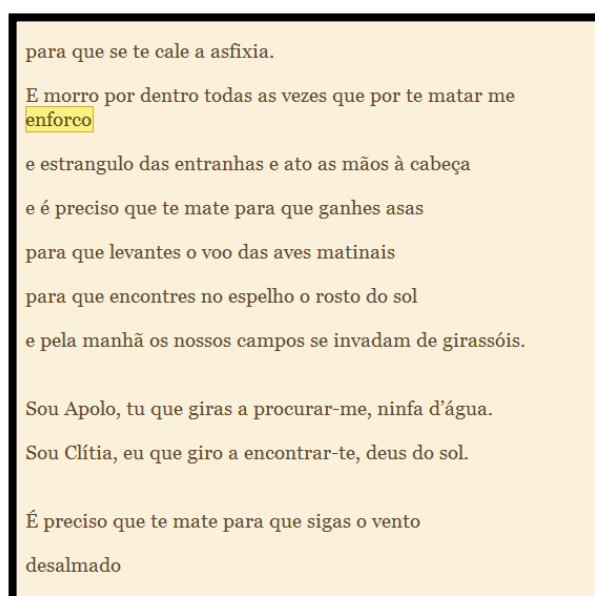 para que se te cale a asfixia.
E morro por dentro todas as vezes que por te matar me
enforco
e estrangulo das entranhas e ato as mãos à cabeça
e é preciso que te mate para que ganhes asas
para que levantes o voo das aves matinais
para que encontres no espelho o rosto do sol
e pela manhã os nossos campos se invadam de girassóis.
Sou Apolo, tu que giras a procurar-me, ninfa d’água.
Sou Clítia, eu que giro a encontrar-te, deus do sol.
É preciso que te mate para que sigas o vento
desalmado